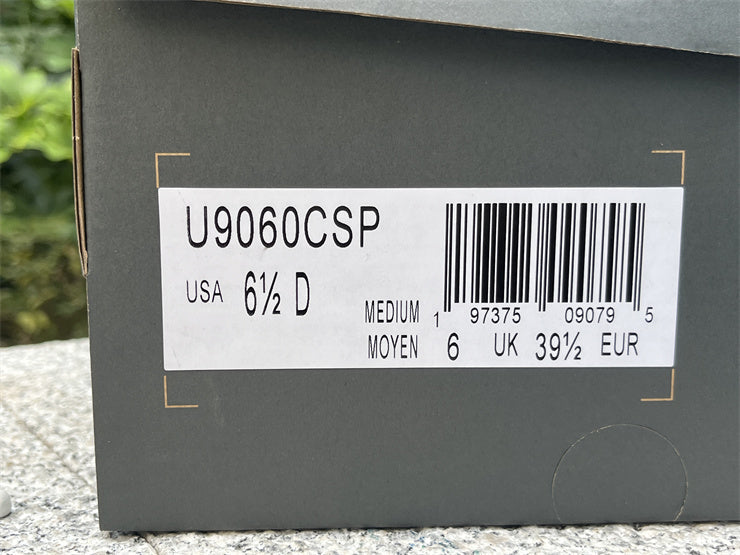 U9060CSP
USA 6½ D
MEDIUM
MOYEN
1 97375 09079 5
6 UK 39½ EUR